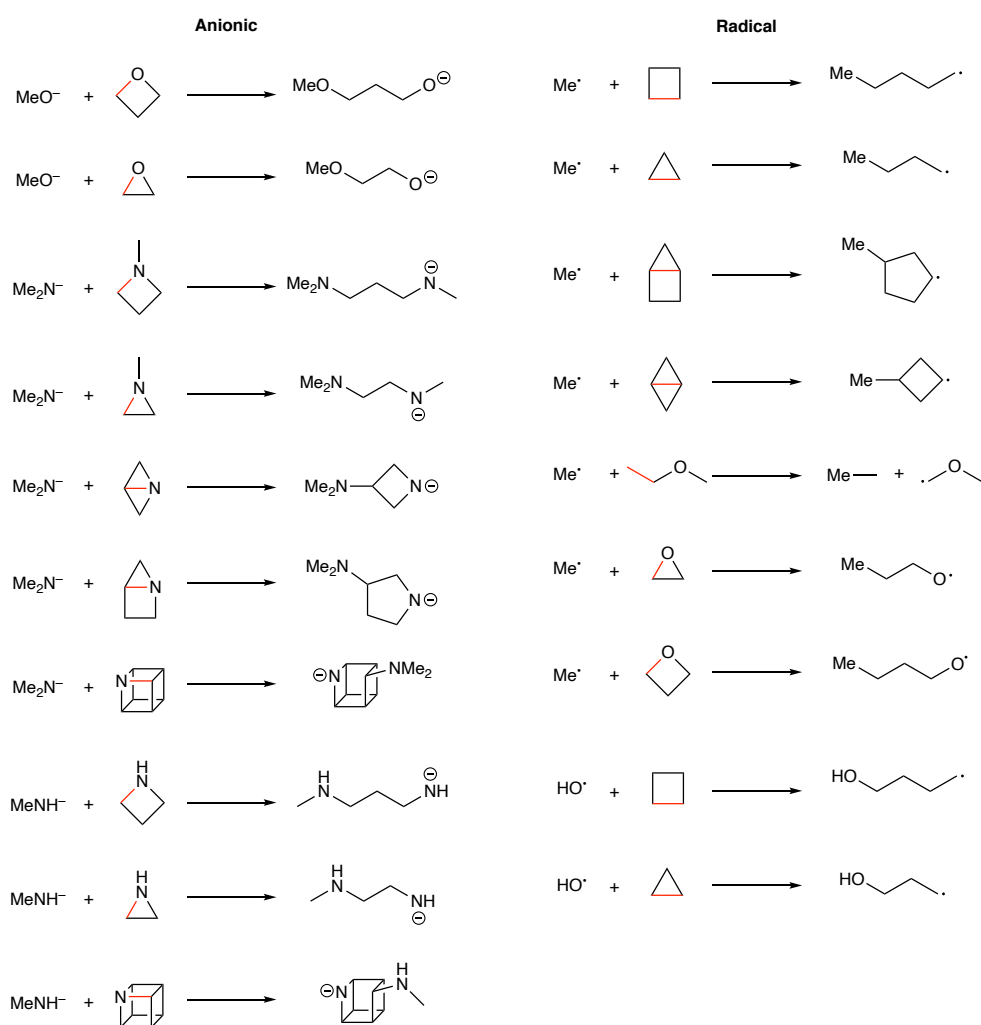 Anionic
Radical
MeO⁻ + O MeO O⊖
Me• + Me •
MeO⁻ + O MeO O⊖
Me• + Me •
Me₂N⁻ + N Me₂N N⊖
Me• + Me •
Me₂N⁻ + N Me₂N N⊖
Me• + Me •
Me₂N⁻ + N Me₂N N⊖
Me• + O Me + • O
Me₂N⁻ + N Me₂N N⊖
Me• + O Me O•
Me₂N⁻ + N ⊖N NMe₂
Me• + O Me O•
MeNH⁻ + H N H N ⊖ NH
HO• + HO •
MeNH⁻ + H N H N NH ⊖
HO• + HO •
MeNH⁻ + N ⊖N H N